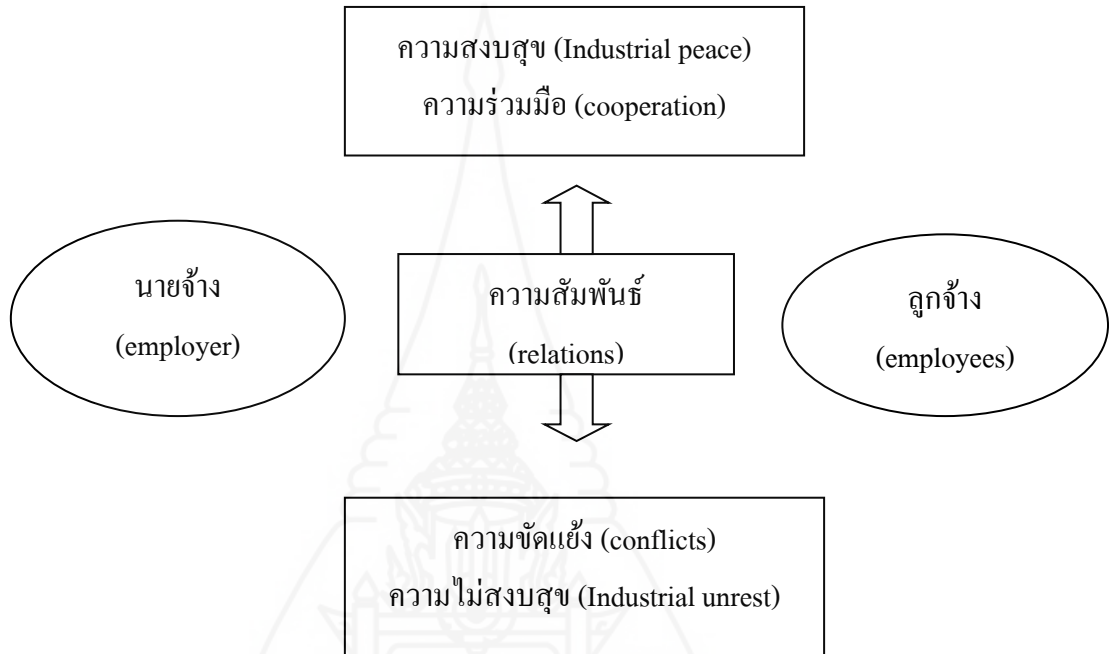 ความสงบสุข (Industrial peace)
ความร่วมมือ (cooperation)
นายจ้าง
(employer)
ความสัมพันธ์
(relations)
ลูกจ้าง
(employees)
ความขัดแย้ง (conflicts)
ความไม่สงบสุข (Industrial unrest)